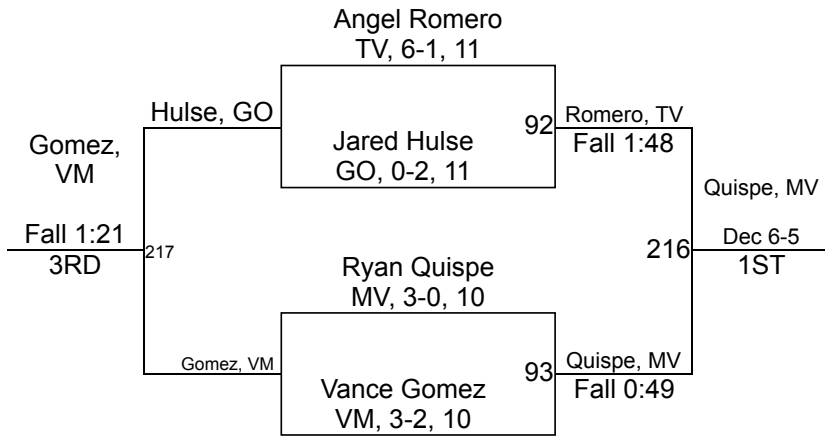 Angel Romero
TV, 6-1, 11
Hulse, GO
Jared Hulse
GO, 0-2, 11
92
Romero, TV
Fall 1:48
Gomez,
VM
Fall 1:21
3RD
217
Quispe, MV
216
Dec 6-5
1ST
Ryan Quispe
MV, 3-0, 10
Gomez, VM
Vance Gomez
VM, 3-2, 10
93
Quispe, MV
Fall 0:49